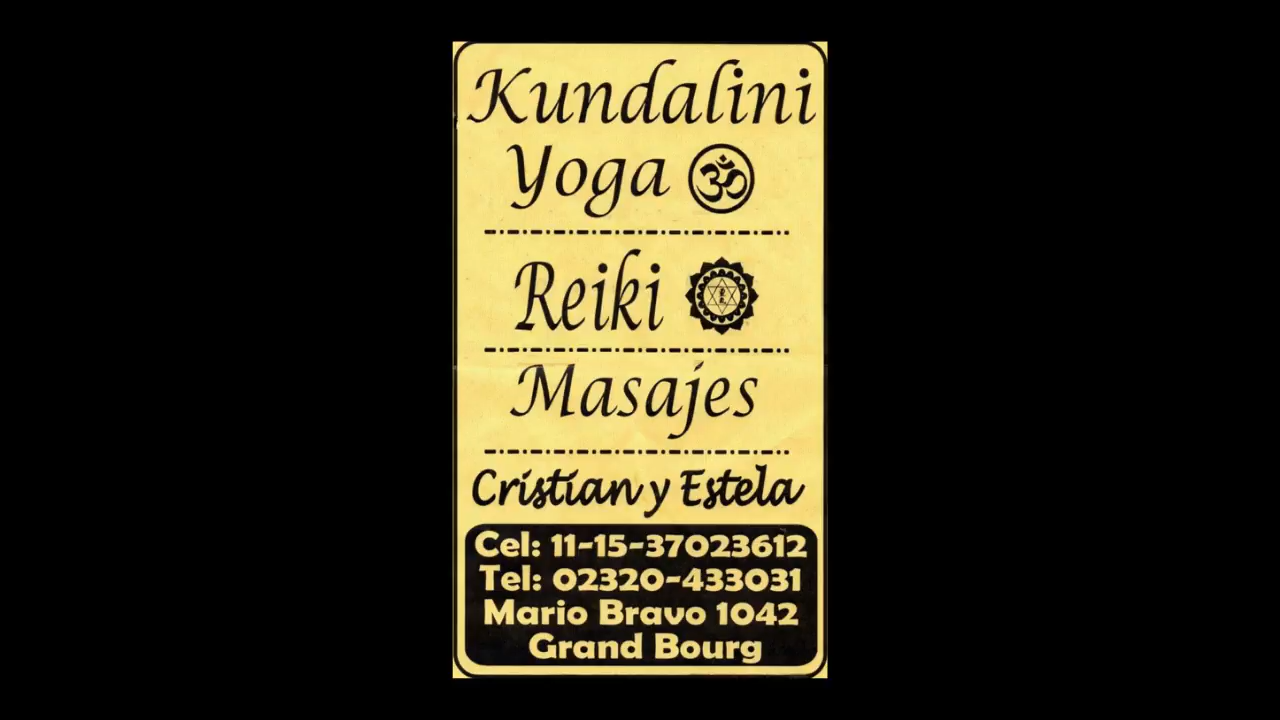 Kundalini
Yoga ॐ
Reiki
Masajes
Cristian y Estela
Cel: 11-15-37023612
Tel: 02320-433031
Mario Bravo 1042
Grand Bourg